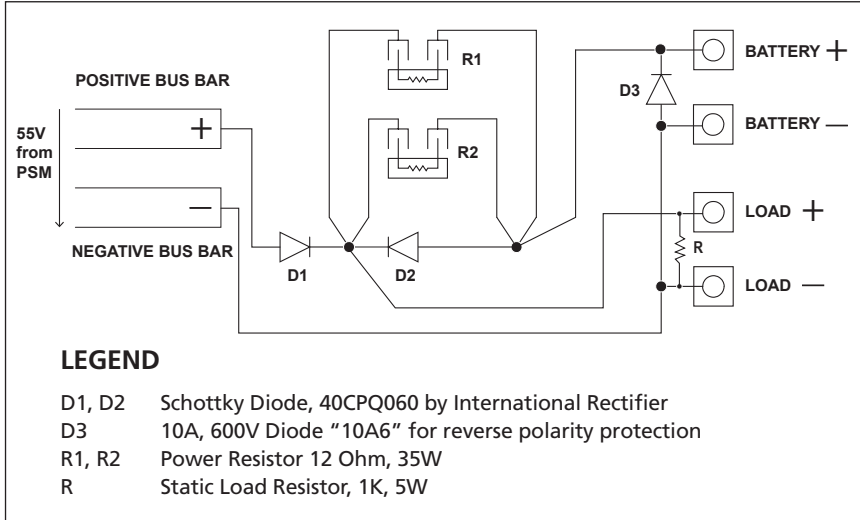 R1
BATTERY +
POSITIVE BUS BAR
D3
55V
from
PSM
+
R2
BATTERY —
—
LOAD +
NEGATIVE BUS BAR
D1
D2
R
LOAD —
LEGEND
D1, D2 Schottky Diode, 40CPQ060 by International Rectifier
D3 10A, 600V Diode “10A6” for reverse polarity protection
R1, R2 Power Resistor 12 Ohm, 35W
R Static Load Resistor, 1K, 5W